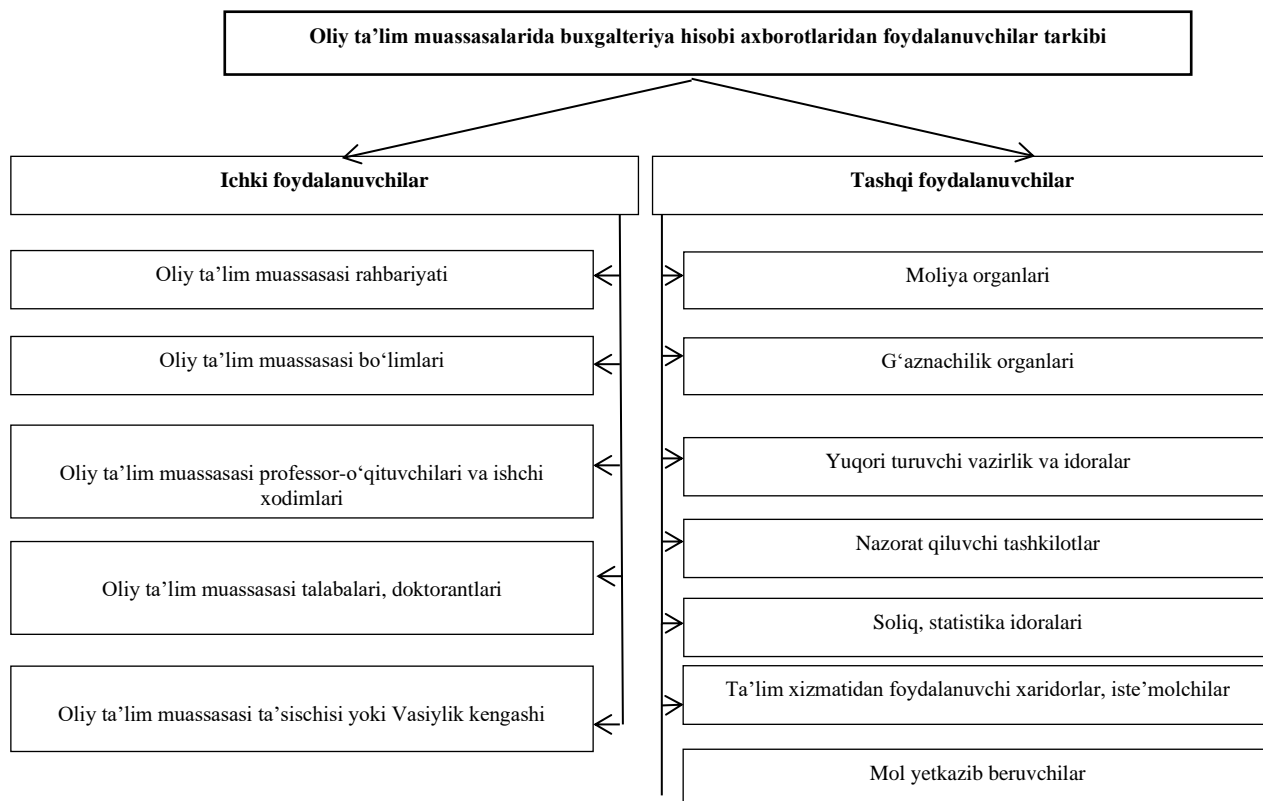 Oliy ta’lim muassasalarida buxgalteriya hisobi axborotlaridan foydalanuvchilar tarkibi
Ichki foydalanuvchilar
Oliy ta’lim muassasasi rahbariyati
Oliy ta’lim muassasasi bo‘limlari
Oliy ta’lim muassasasi professor-o‘qituvchilari va ishchi
xodimlari
Oliy ta’lim muassasasi talabalari, doktorantlari
Oliy ta’lim muassasasi ta’sischisi yoki Vasiylik kengashi
Tashqi foydalanuvchilar
Moliya organlari
G‘aznachilik organlari
Yuqori turuvchi vazirlik va idoralar
Nazorat qiluvchi tashkilotlar
Soliq, statistika idoralari
Ta’lim xizmatidan foydalanuvchi xaridorlar, iste’molchilar
Mol yetkazib beruvchilar